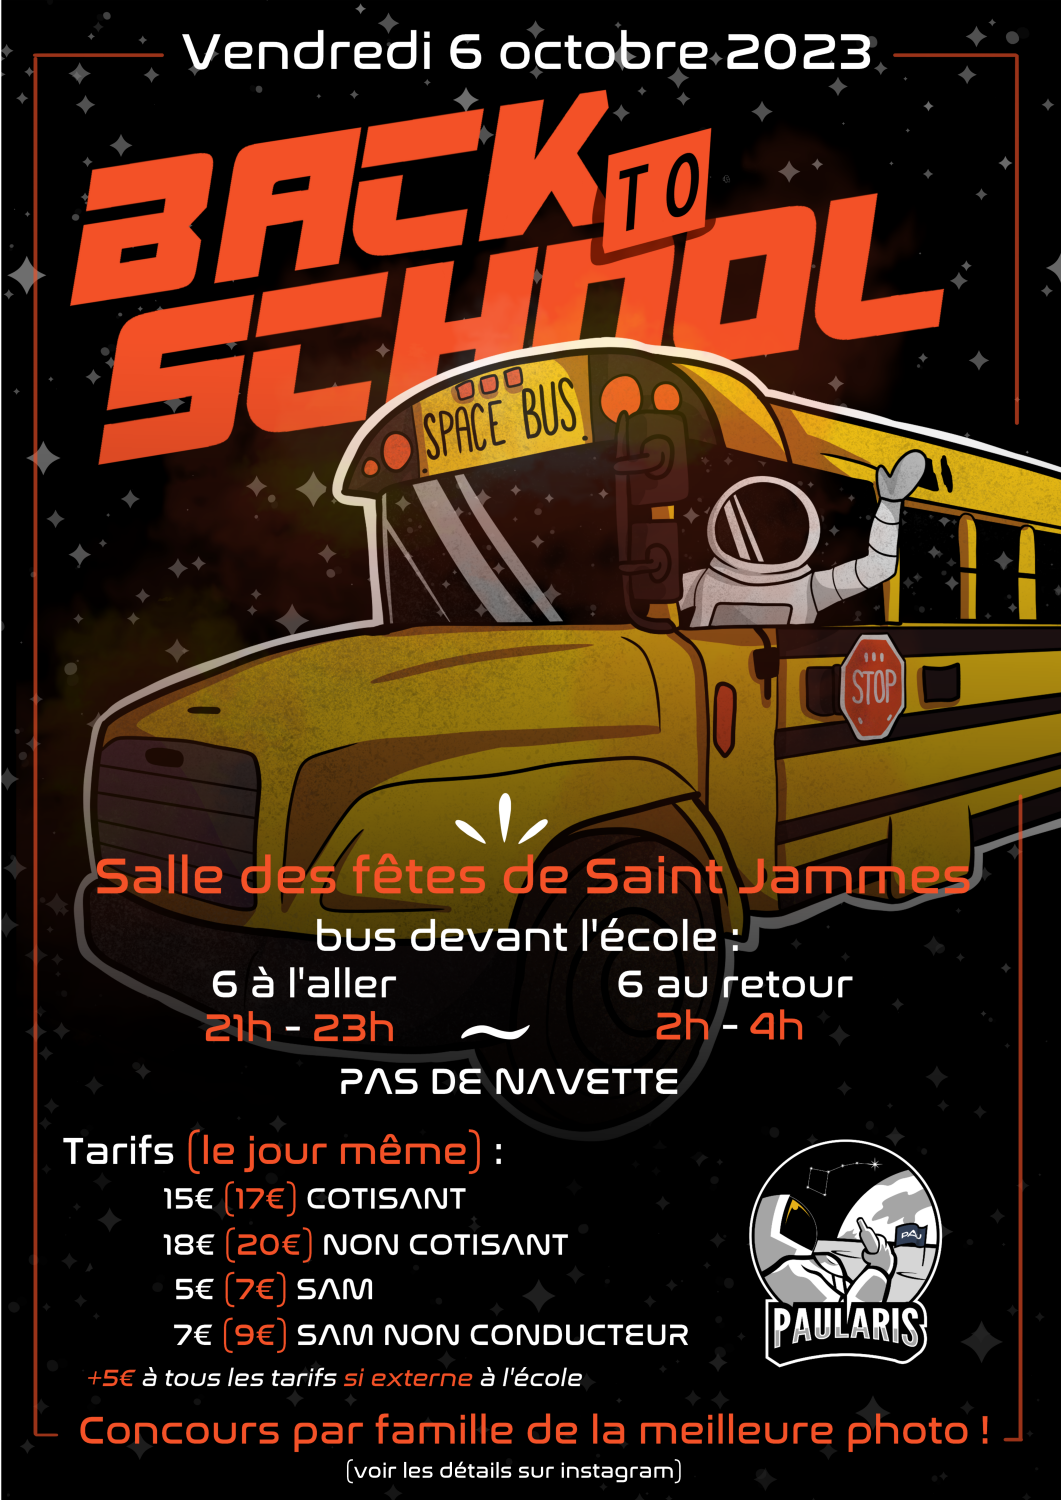 Vendredi 6 octobre 2023
BACK
TO
SCHOOL
SPACE BUS
STOP
Salle des fêtes de Saint Jammes
bus devant l'école :
6 à l'aller
6 au retour
21h - 23h
~
2h - 4h
PAS DE NAVETTE
Tarifs (le jour même) :
15€ (17€) COTISANT
18€ (20€) NON COTISANT
5€ (7€) SAM
7€ (9€) SAM NON CONDUCTEUR
+5€ à tous les tarifs si externe à l'école
PAU
PAULARIS
Concours par famille de la meilleure photo !
(voir les détails sur instagram)